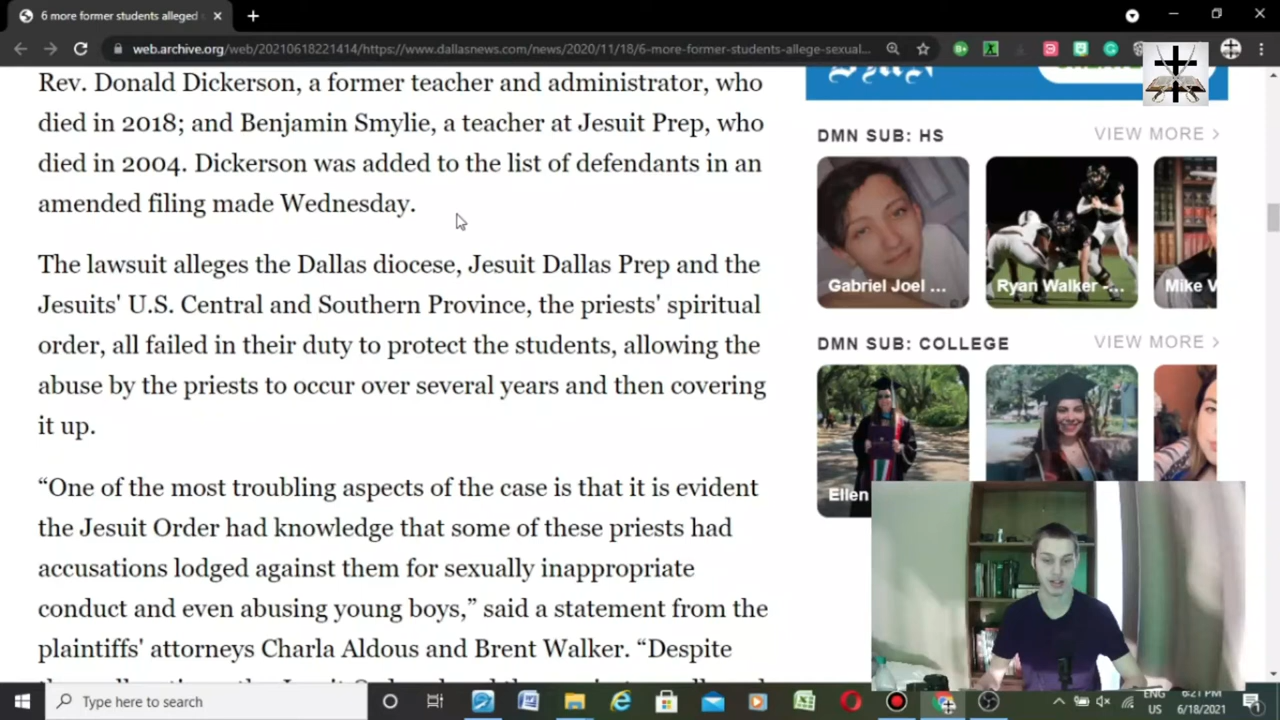 6 more former students alleged
web.archive.org/web/20210618221414/https://www.dallasnews.com/news/2020/11/18/6-more-former-students-allege-sexual...
Rev. Donald Dickerson, a former teacher and administrator, who
died in 2018; and Benjamin Smylie, a teacher at Jesuit Prep, who
died in 2004. Dickerson was added to the list of defendants in an
amended filing made Wednesday.
The lawsuit alleges the Dallas diocese, Jesuit Dallas Prep and the
Jesuits' U.S. Central and Southern Province, the priests' spiritual
order, all failed in their duty to protect the students, allowing the
abuse by the priests to occur over several years and then covering
it up.
“One of the most troubling aspects of the case is that it is evident
the Jesuit Order had knowledge that some of these priests had
accusations lodged against them for sexually inappropriate
conduct and even abusing young boys,” said a statement from the
plaintiffs' attorneys Charla Aldous and Brent Walker. “Despite
DMN SUB: HS
VIEW MORE >
Gabriel Joel ...
Ryan Walker -...
Mike V
DMN SUB: COLLEGE
VIEW MORE >
Ellen
Type here to search
ENG
US
6:21 PM
6/18/2021